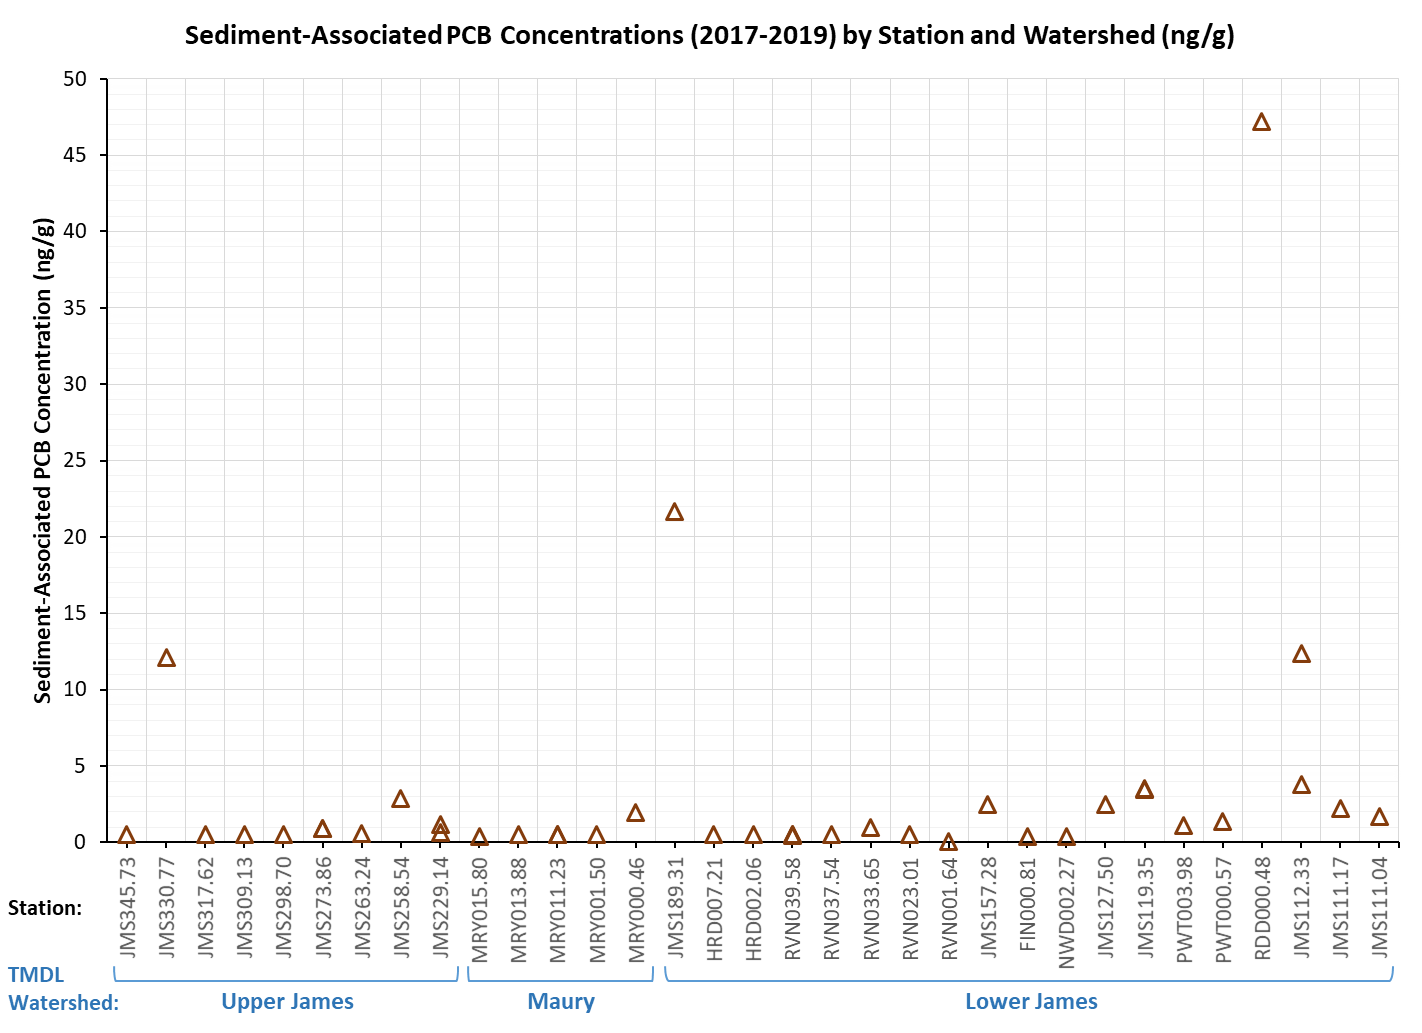 Sediment-Associated PCB Concentrations (2017-2019) by Station and Watershed (ng/g)
Sediment-Associated PCB Concentration (ng/g)
50
45
40
35
30
25
20
15
10
5
0
Station:
JMS345.73
JMS330.77
JMS317.62
JMS309.13
JMS298.70
JMS273.86
JMS263.24
JMS258.54
JMS229.14
MRY015.80
MRY013.88
MRY011.23
MRY001.50
MRY000.46
JMS189.31
HRD007.21
HRD002.06
RVN039.58
RVN037.54
RVN033.65
RVN023.01
RVN001.64
JMS157.28
FIN000.81
NWD002.27
JMS127.50
JMS119.35
PWT003.98
PWT000.57
RDD000.48
JMS112.33
JMS111.17
JMS111.04
TMDL
Watershed:
Upper James
Maury
Lower James